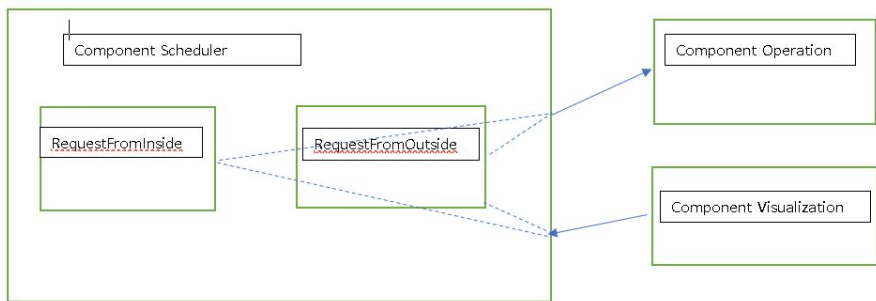 Component Scheduler
Component Operation
RequestFromInside
RequestFromOutside
Component Visualization